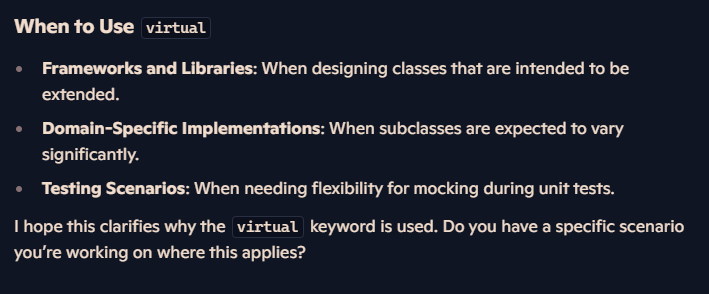 When to Use virtual
• Frameworks and Libraries: When designing classes that are intended to be
extended.
• Domain-Specific Implementations: When subclasses are expected to vary
significantly.
• Testing Scenarios: When needing flexibility for mocking during unit tests.
I hope this clarifies why the virtual keyword is used. Do you have a specific scenario
you’re working on where this applies?